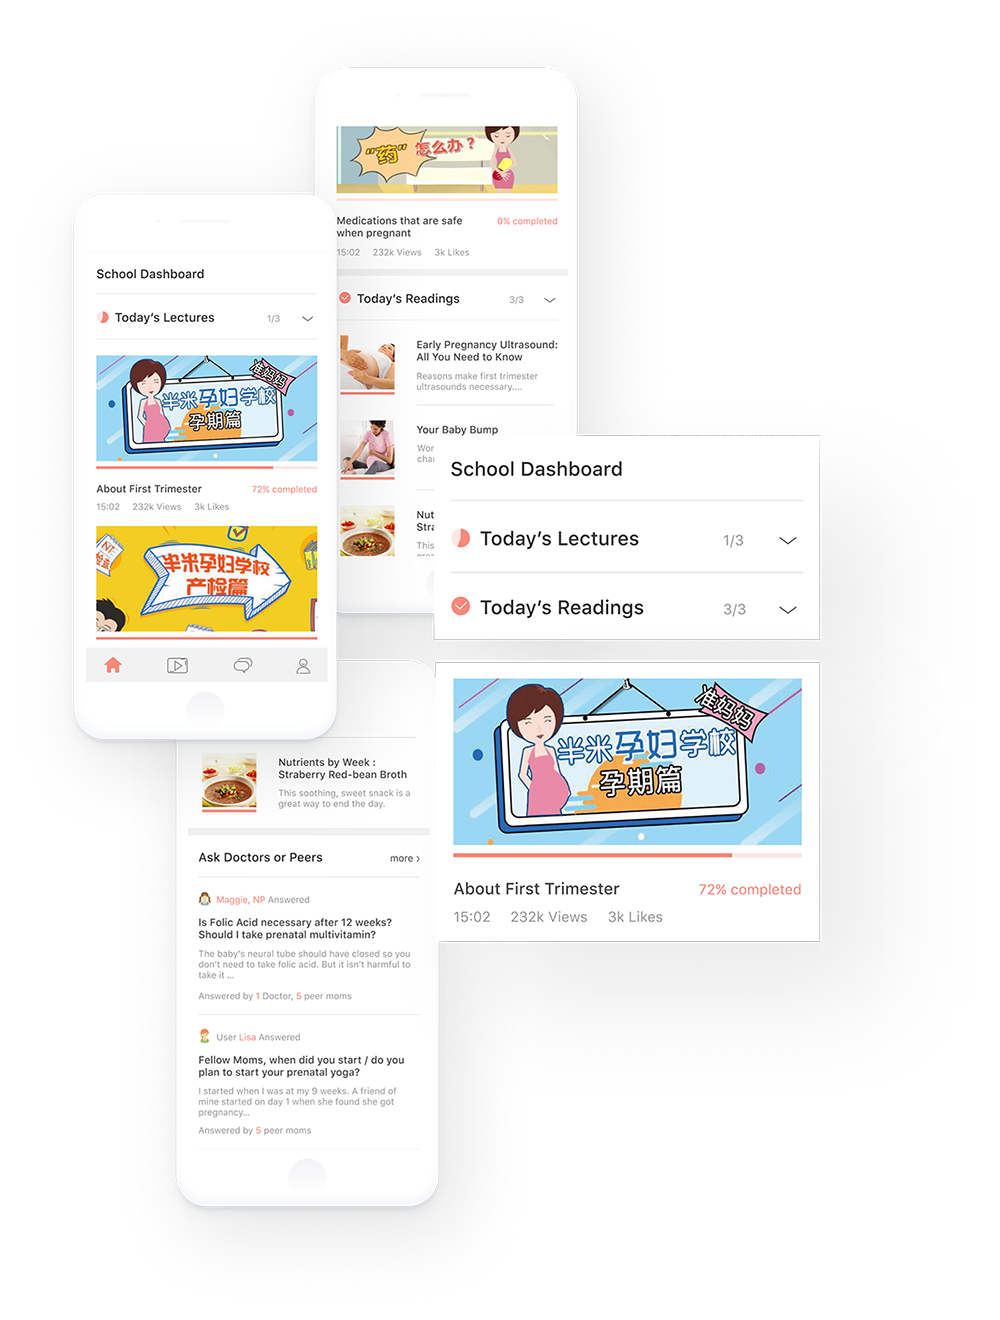 "药"
怎么办？
Medications that are safe
when pregnant
0% completed
15:02 232k Views 3k Likes
Today's Readings 3/3
Early Pregnancy Ultrasound:
All You Need to Know
Reasons make first trimester
ultrasounds necessary....
Your Baby Bump
Wor
char
Nut
Stra
This
School Dashboard
Today's Lectures 1/3
准妈妈
半米孕妇学校
孕期篇
About First Trimester 72% completed
15:02 232k Views 3k Likes
NT
半米孕妇学校
产检篇
School Dashboard
Today's Lectures 1/3
Today's Readings 3/3
准妈妈
半米孕妇学校
孕期篇
About First Trimester 72% completed
15:02 232k Views 3k Likes
Nutrients by Week :
Straberry Red-bean Broth
This soothing, sweet snack is a
great way to end the day.
Ask Doctors or Peers more ›
Maggie, NP Answered
Is Folic Acid necessary after 12 weeks?
Should I take prenatal multivitamin?
The baby's neural tube should have closed so you
don't need to take folic acid. But it isn't harmful to
take it ...
Answered by 1 Doctor, 5 peer moms
User Lisa Answered
Fellow Moms, when did you start / do you
plan to start your prenatal yoga?
I started when I was at my 9 weeks. A friend of
mine started on day 1 when she found she got
pregnancy...
Answered by 5 peer moms